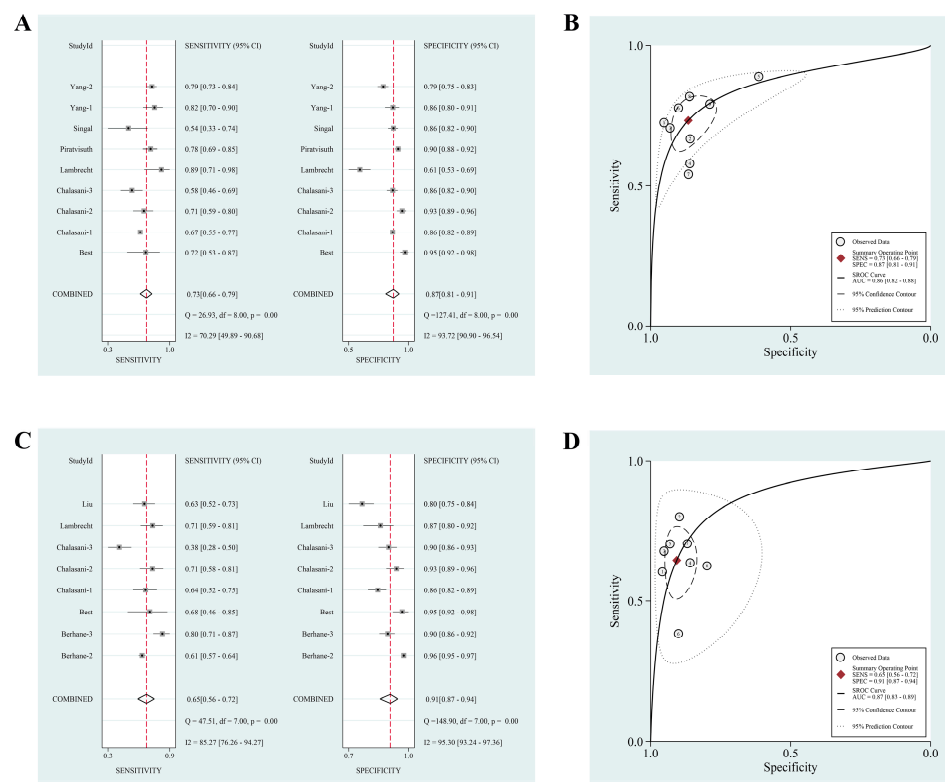 A
StudyId SENSITIVITY (95% CI)
Yang-2 0.79 [0.73 - 0.84]
Yang-1 0.82 [0.70 - 0.90]
Singal 0.54 [0.33 - 0.74]
Piratvisuth 0.78 [0.69 - 0.85]
Lambrecht 0.89 [0.71 - 0.98]
Chalasani-3 0.58 [0.46 - 0.69]
Chalasani-2 0.71 [0.59 - 0.80]
Chalasani-1 0.67 [0.55 - 0.77]
Best 0.72 [0.53 - 0.87]
COMBINED 0.73[0.66 - 0.79]
Q = 26.93, df = 8.00, p = 0.00
I2 = 70.29 [49.89 - 90.68]
0.3 1.0
SENSITIVITY
StudyId SPECIFICITY (95% CI)
Yang-2 0.79 [0.75 - 0.83]
Yang-1 0.86 [0.80 - 0.91]
Singal 0.86 [0.82 - 0.90]
Piratvisuth 0.90 [0.88 - 0.92]
Lambrecht 0.61 [0.53 - 0.69]
Chalasani-3 0.86 [0.82 - 0.90]
Chalasani-2 0.93 [0.89 - 0.96]
Chalasani-1 0.86 [0.82 - 0.89]
Best 0.95 [0.92 - 0.98]
COMBINED 0.87[0.81 - 0.91]
Q =127.41, df = 8.00, p = 0.00
I2 = 93.72 [90.90 - 96.54]
0.5 1.0
SPECIFICITY
B
1.0
0.5
0.0
Sensitivity
Observed Data
Summary Operating Point
SENS = 0.73 [0.66 - 0.79]
SPEC = 0.87 [0.81 - 0.91]
SROC Curve
AUC = 0.86 [0.82 - 0.88]
95% Confidence Contour
95% Prediction Contour
1.0 0.5 0.0
Specificity
C
StudyId SENSITIVITY (95% CI)
Liu 0.63 [0.52 - 0.73]
Lambrecht 0.71 [0.59 - 0.81]
Chalasani-3 0.38 [0.28 - 0.50]
Chalasani-2 0.71 [0.58 - 0.81]
Chalasani-1 0.64 [0.52 - 0.75]
Best 0.68 [0.46 - 0.85]
Berhane-3 0.80 [0.71 - 0.87]
Berhane-2 0.61 [0.57 - 0.64]
COMBINED 0.65[0.56 - 0.72]
Q = 47.51, df = 7.00, p = 0.00
I2 = 85.27 [76.26 - 94.27]
0.3 0.9
SENSITIVITY
StudyId SPECIFICITY (95% CI)
Liu 0.80 [0.75 - 0.84]
Lambrecht 0.87 [0.80 - 0.92]
Chalasani-3 0.90 [0.86 - 0.93]
Chalasani-2 0.93 [0.89 - 0.96]
Chalasani-1 0.86 [0.82 - 0.89]
Best 0.95 [0.92 - 0.98]
Berhane-3 0.90 [0.86 - 0.92]
Berhane-2 0.96 [0.95 - 0.97]
COMBINED 0.91[0.87 - 0.94]
Q =148.90, df = 7.00, p = 0.00
I2 = 95.30 [93.24 - 97.36]
0.7 1.0
SPECIFICITY
D
1.0
0.5
0.0
Sensitivity
Observed Data
Summary Operating Point
SENS = 0.65 [0.56 - 0.72]
SPEC = 0.91 [0.87 - 0.94]
SROC Curve
AUC = 0.87 [0.83 - 0.89]
95% Confidence Contour
95% Prediction Contour
1.0 0.5 0.0
Specificity